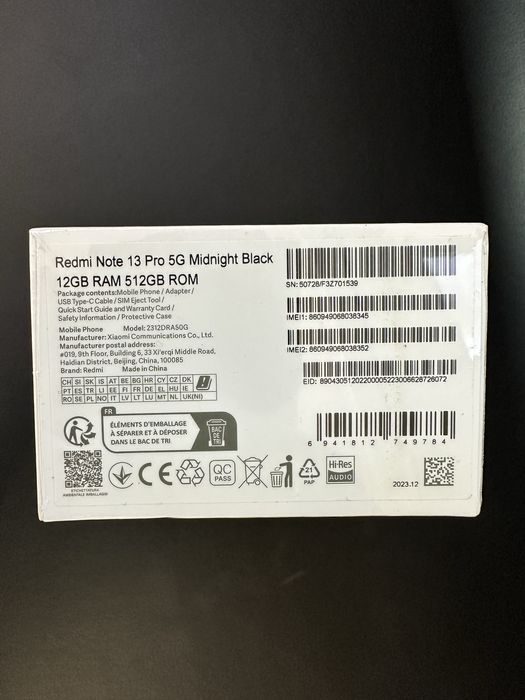 Redmi Note 13 Pro 5G Midnight Black
12GB RAM 512GB ROM
Package contents:Mobile Phone / Adapter /
USB Type-C Cable / SIM Eject Tool /
Quick Start Guide and Warranty Card /
Safety Information / Protective Case
Mobile Phone Model: 2312DRA50G
Manufacturer: Xiaomi Communications Co., Ltd.
Manufacturer postal address:
#019, 9th Floor, Building 6, 33 Xi'erqi Middle Road,
Haidian District, Beijing, China, 100085
Brand: Redmi Made in China
CH SI SK IS AT BE BG HR CY CZ DK
PT ES TR LI EE FI FR DE EL HU IE
RO SE PL NO IT LV LT LU MT NL UK(NI)
FR
ÉLÉMENTS D'EMBALLAGE
À SÉPARER ET À DÉPOSER
DANS LE BAC DE TRI
BAC
DE
TRI
ETICHETTATURA
AMBIENTALE IMBALLAGGI
CE
QC
PASS
21
PAP
Hi-Res
AUDIO
SN: 50728/F3Z701539
IMEI1: 860949068038345
IMEI2: 860949068038352
EID: 89043051202200005223006628726072
6 941812 749784
2023.12